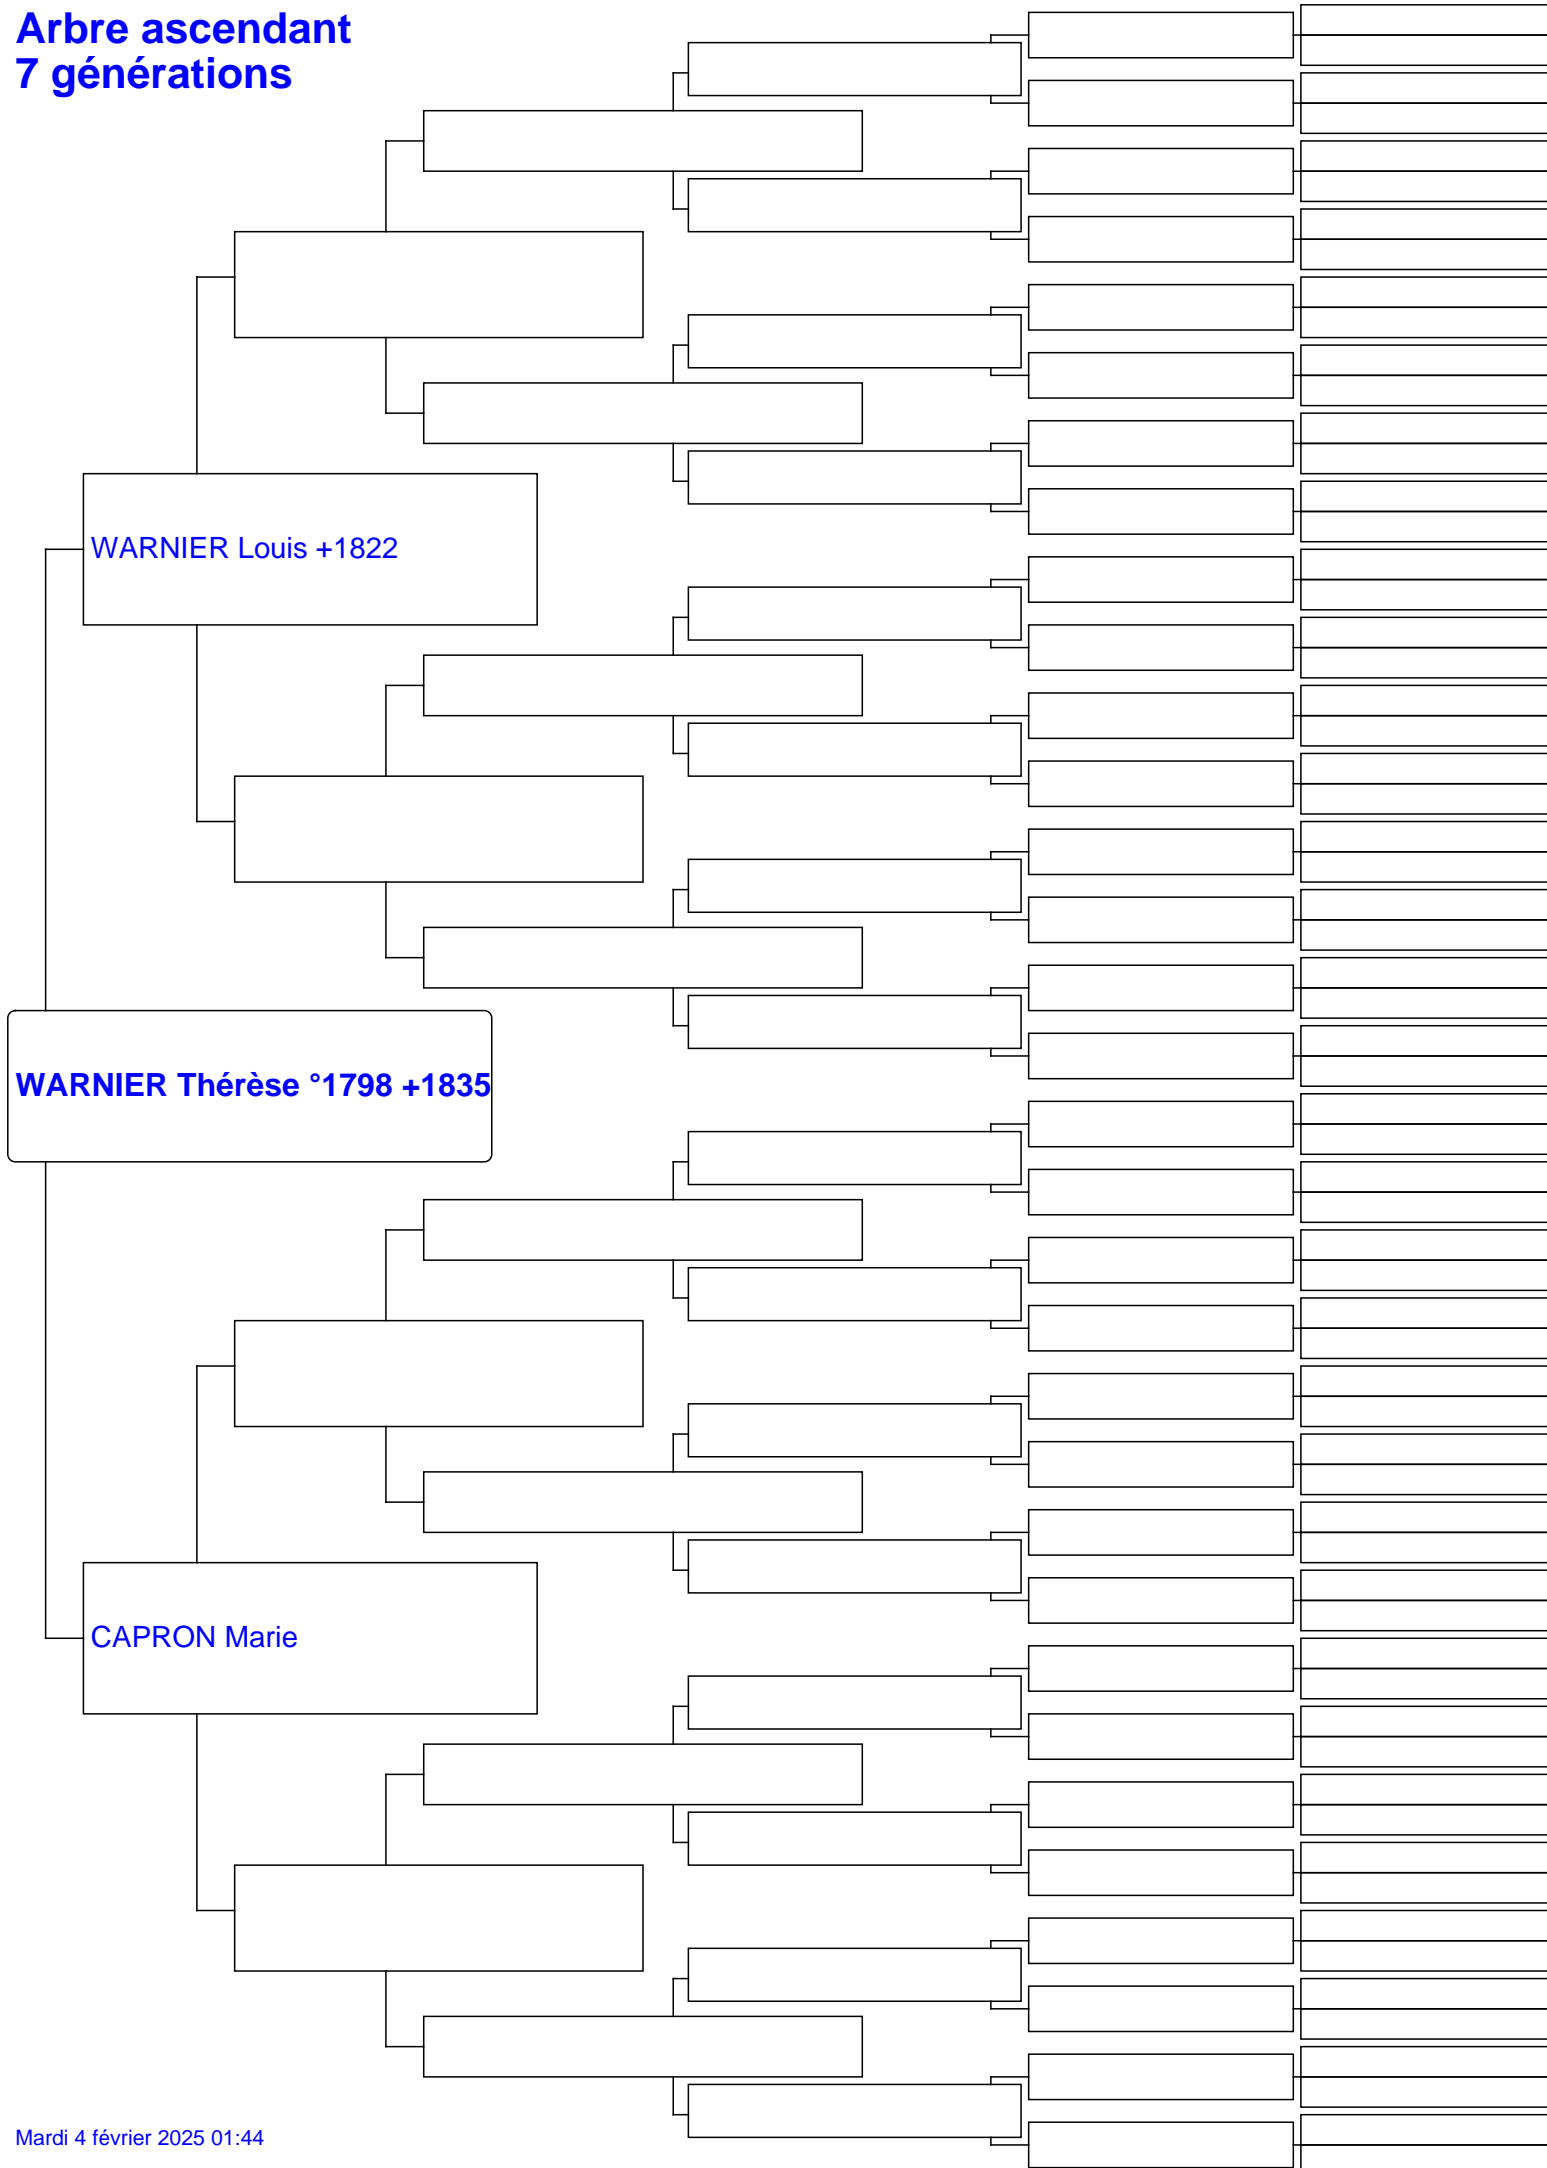 Arbre ascendant
7 générations
WARNIER Louis +1822
WARNIER Thérèse °1798 +1835
CAPRON Marie
Mardi 4 février 2025 01:44